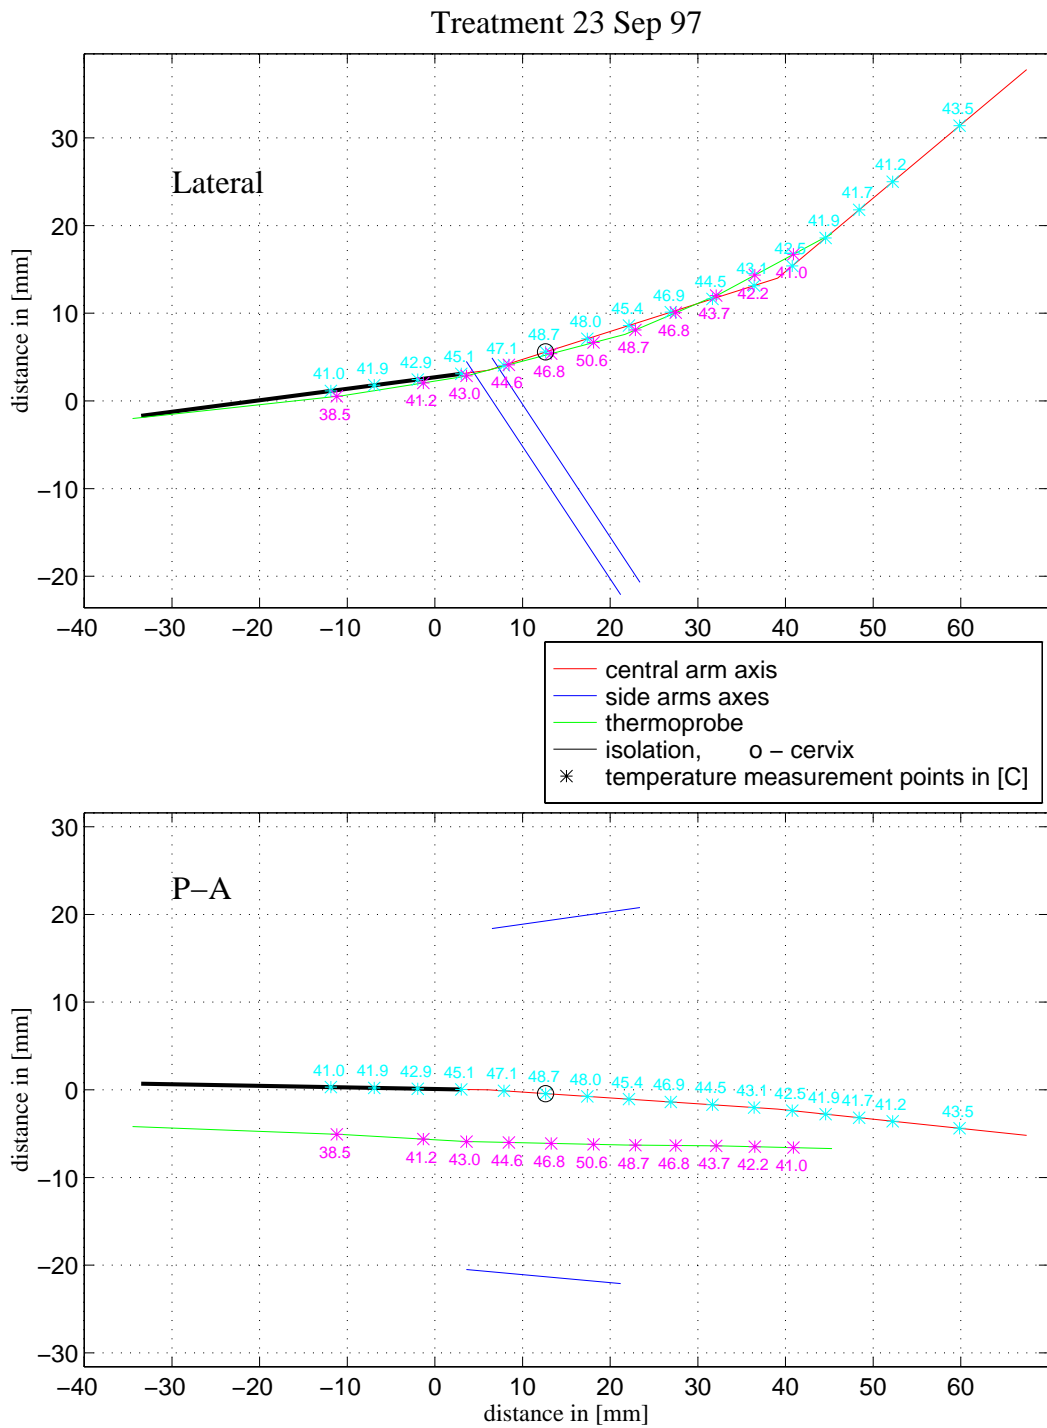 Treatment 23 Sep 97
Lateral
distance in [mm]
30
20
10
0
−10
−20
41.0 41.9 42.9 45.1 47.1 48.7 48.0 45.4 46.9 44.5 43.1 42.5 41.9 41.7 41.2 43.5
38.5 41.2 43.0 44.6 46.8 50.6 48.7 46.8 43.7 42.2 41.0
−40 −30 −20 −10 0 10 20 30 40 50 60
central arm axis
side arms axes
thermoprobe
isolation, o − cervix
temperature measurement points in [C]
P−A
distance in [mm]
30
20
10
0
−10
−20
−30
41.0 41.9 42.9 45.1 47.1 48.7 48.0 45.4 46.9 44.5 43.1 42.5 41.9 41.7 41.2 43.5
38.5 41.2 43.0 44.6 46.8 50.6 48.7 46.8 43.7 42.2 41.0
−40 −30 −20 −10 0 10 20 30 40 50 60
distance in [mm]